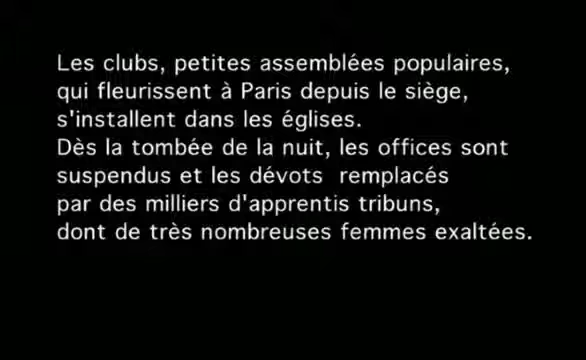 Les clubs, petites assemblées populaires,
qui fleurissent à Paris depuis le siège,
s'installent dans les églises.
Dès la tombée de la nuit, les offices sont
suspendus et les dévots remplacés
par des milliers d'apprentis tribuns,
dont de très nombreuses femmes exaltées.